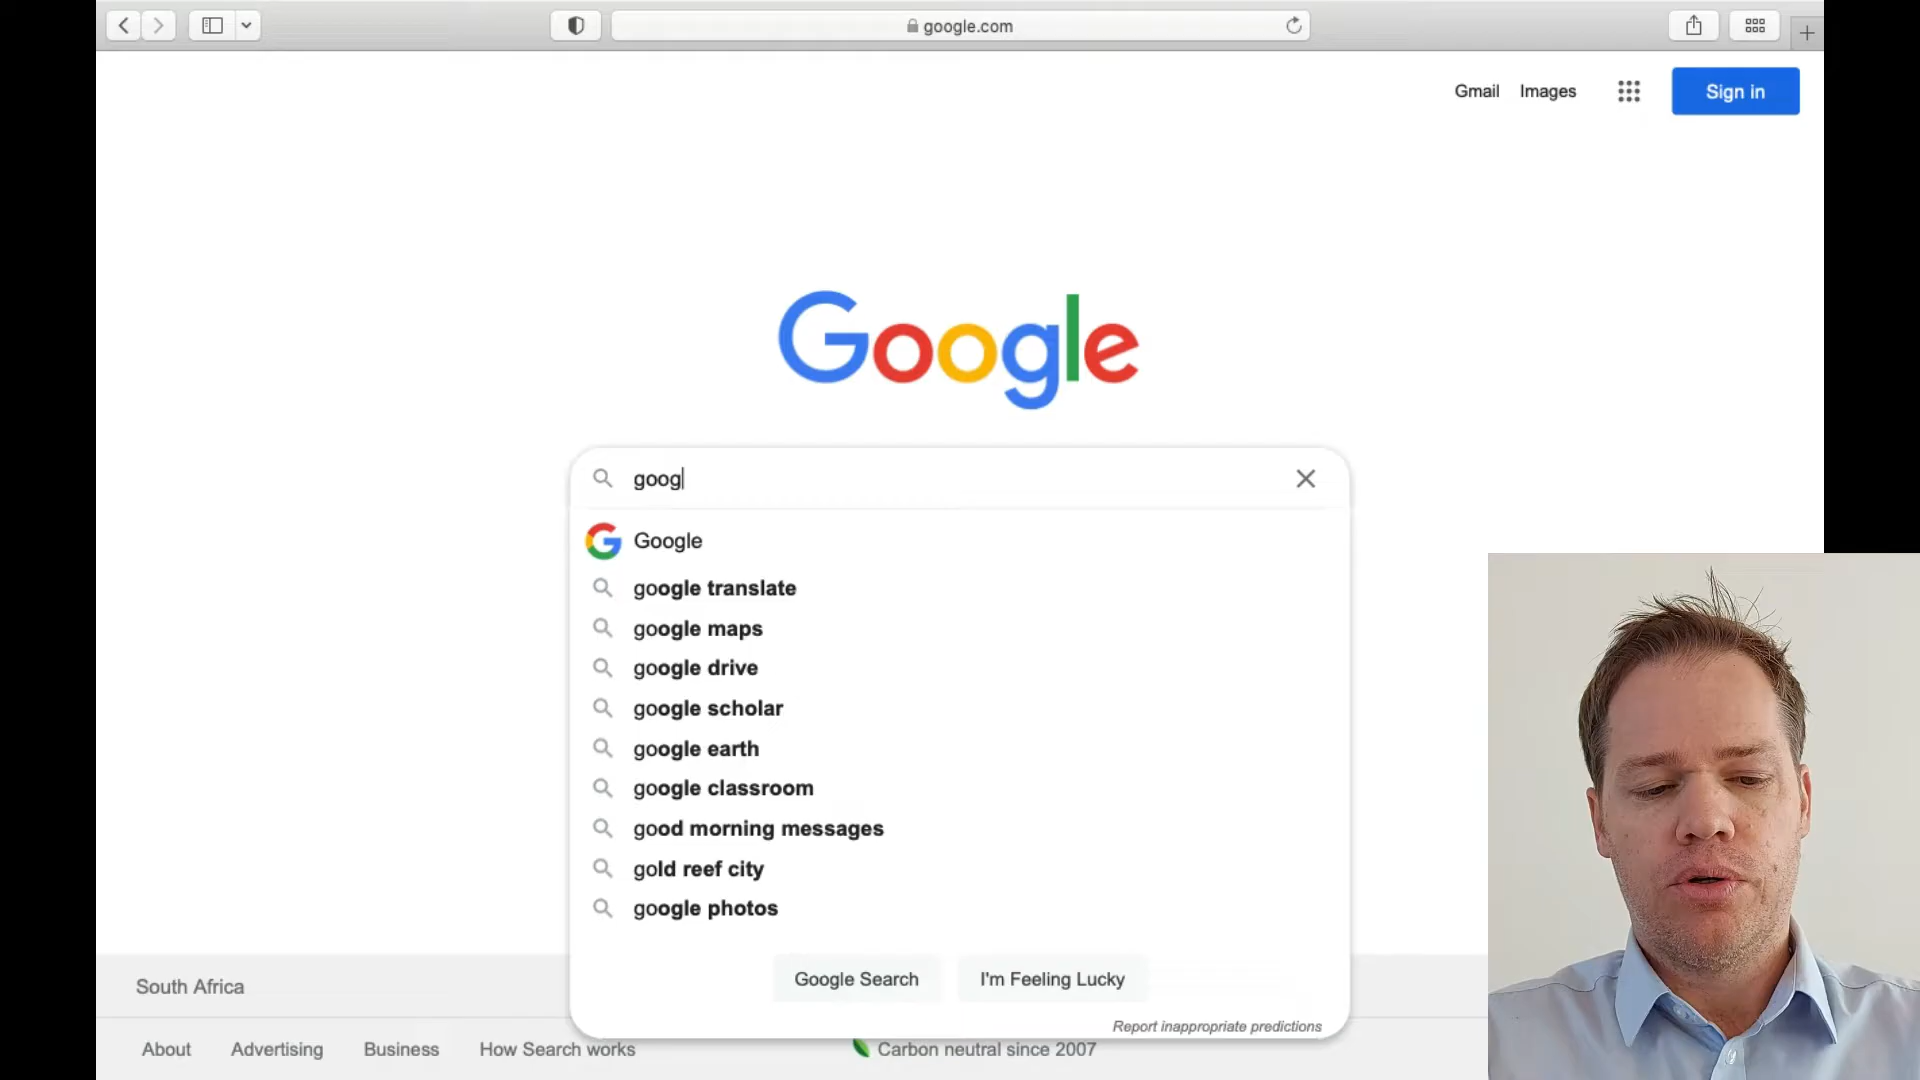 google.com
Gmail Images Sign in
Google
goog
Google
google translate
google maps
google drive
google scholar
google earth
google classroom
good morning messages
gold reef city
google photos
Google Search I'm Feeling Lucky
Report inappropriate predictions
South Africa
About Advertising Business How Search works Carbon neutral since 2007